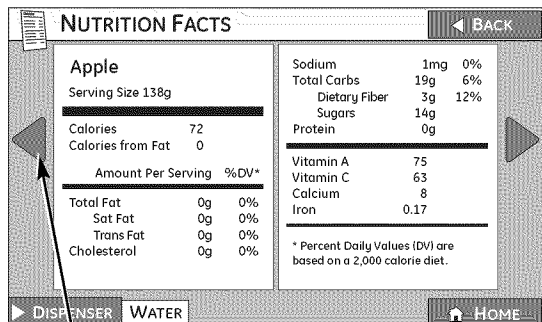 NUTRITION FACTS
BACK
Apple
Serving Size 138g
Calories 72
Calories from Fat 0
Amount Per Serving %DV*
Total Fat 0g 0%
Sat Fat 0g 0%
Trans Fat 0g 0%
Cholesterol 0g 0%
Sodium 1mg 0%
Total Carbs 19g 6%
Dietary Fiber 3g 12%
Sugars 14g
Protein 0g
Vitamin A 75
Vitamin C 63
Calcium 8
Iron 0.17
* Percent Daily Values (DV) are
based on a 2,000 calorie diet.
DISPENSER WATER
HOME